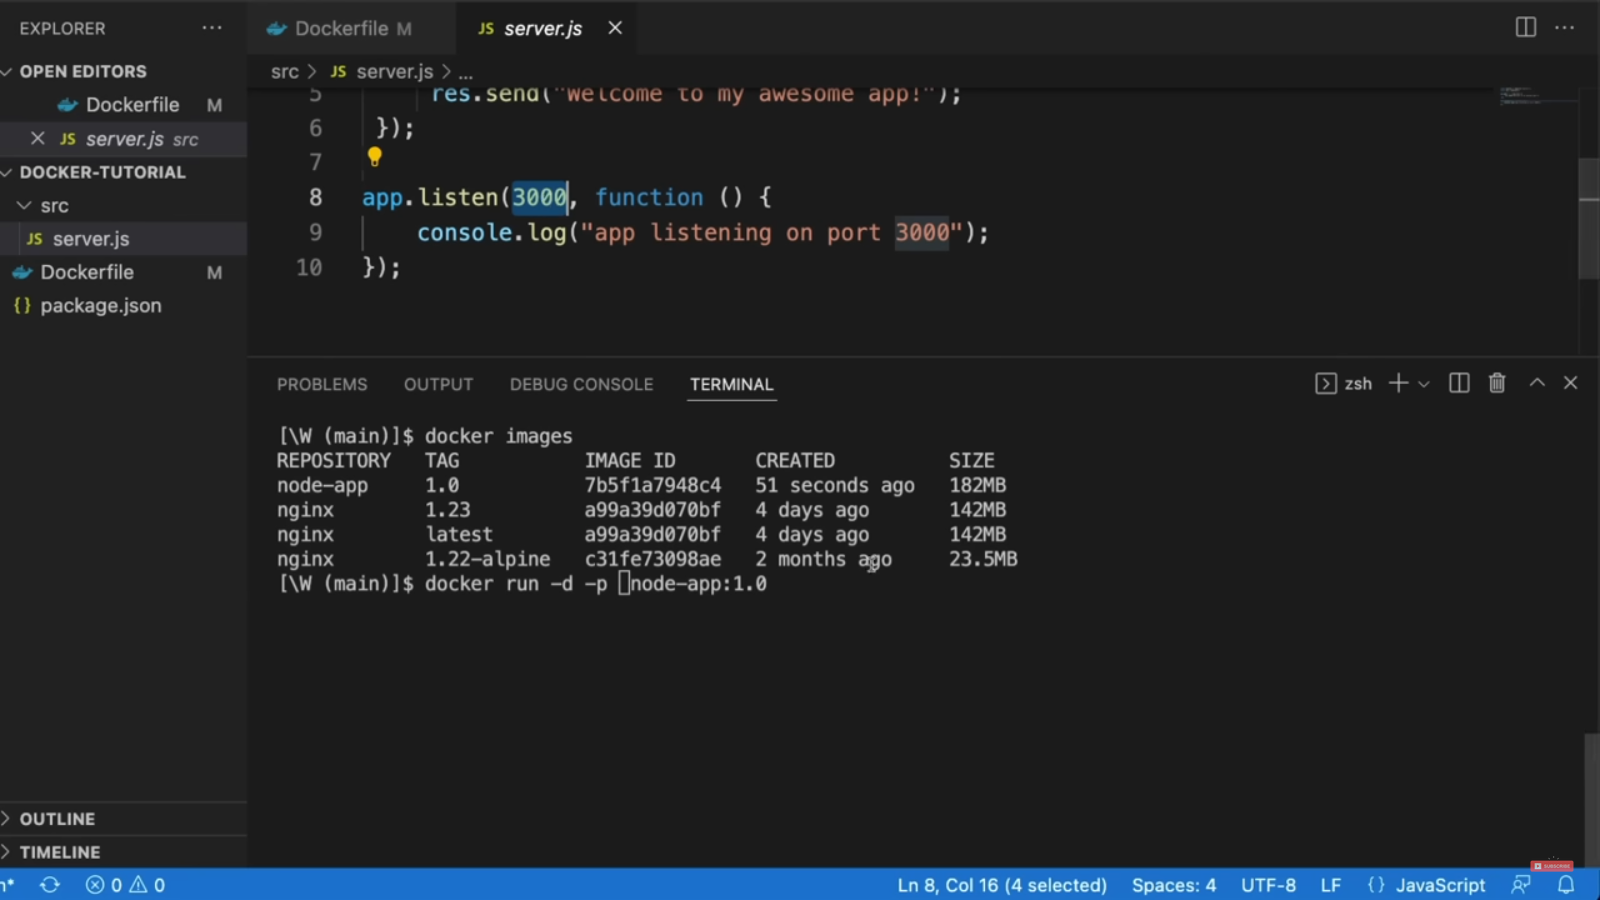 EXPLORER
Dockerfile M
JS server.js
OPEN EDITORS
Dockerfile M
JS server.js src
DOCKER-TUTORIAL
src
JS server.js
Dockerfile M
{} package.json
OUTLINE
TIMELINE
src > JS server.js > ...
5 res.send("Welcome to my awesome app!");
6 });
7
8 app.listen(3000, function () {
9 console.log("app listening on port 3000");
10 });
PROBLEMS OUTPUT DEBUG CONSOLE TERMINAL
zsh
[\W (main)]$ docker images
REPOSITORY TAG IMAGE ID CREATED SIZE
node-app 1.0 7b5f1a7948c4 51 seconds ago 182MB
nginx 1.23 a99a39d070bf 4 days ago 142MB
nginx latest a99a39d070bf 4 days ago 142MB
nginx 1.22-alpine c31fe73098ae 2 months ago 23.5MB
[\W (main)]$ docker run -d -p node-app:1.0
SUBSCRIBE
n* 0 0 Ln 8, Col 16 (4 selected) Spaces: 4 UTF-8 LF {} JavaScript